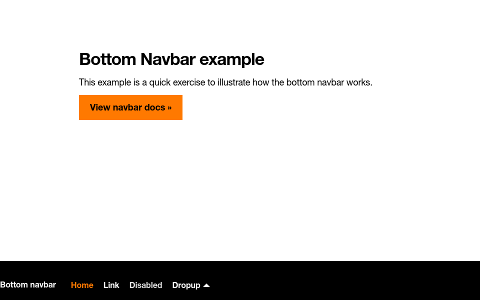 Bottom Navbar example
This example is a quick exercise to illustrate how the bottom navbar works.
View navbar docs »
Bottom navbar Home Link Disabled Dropup